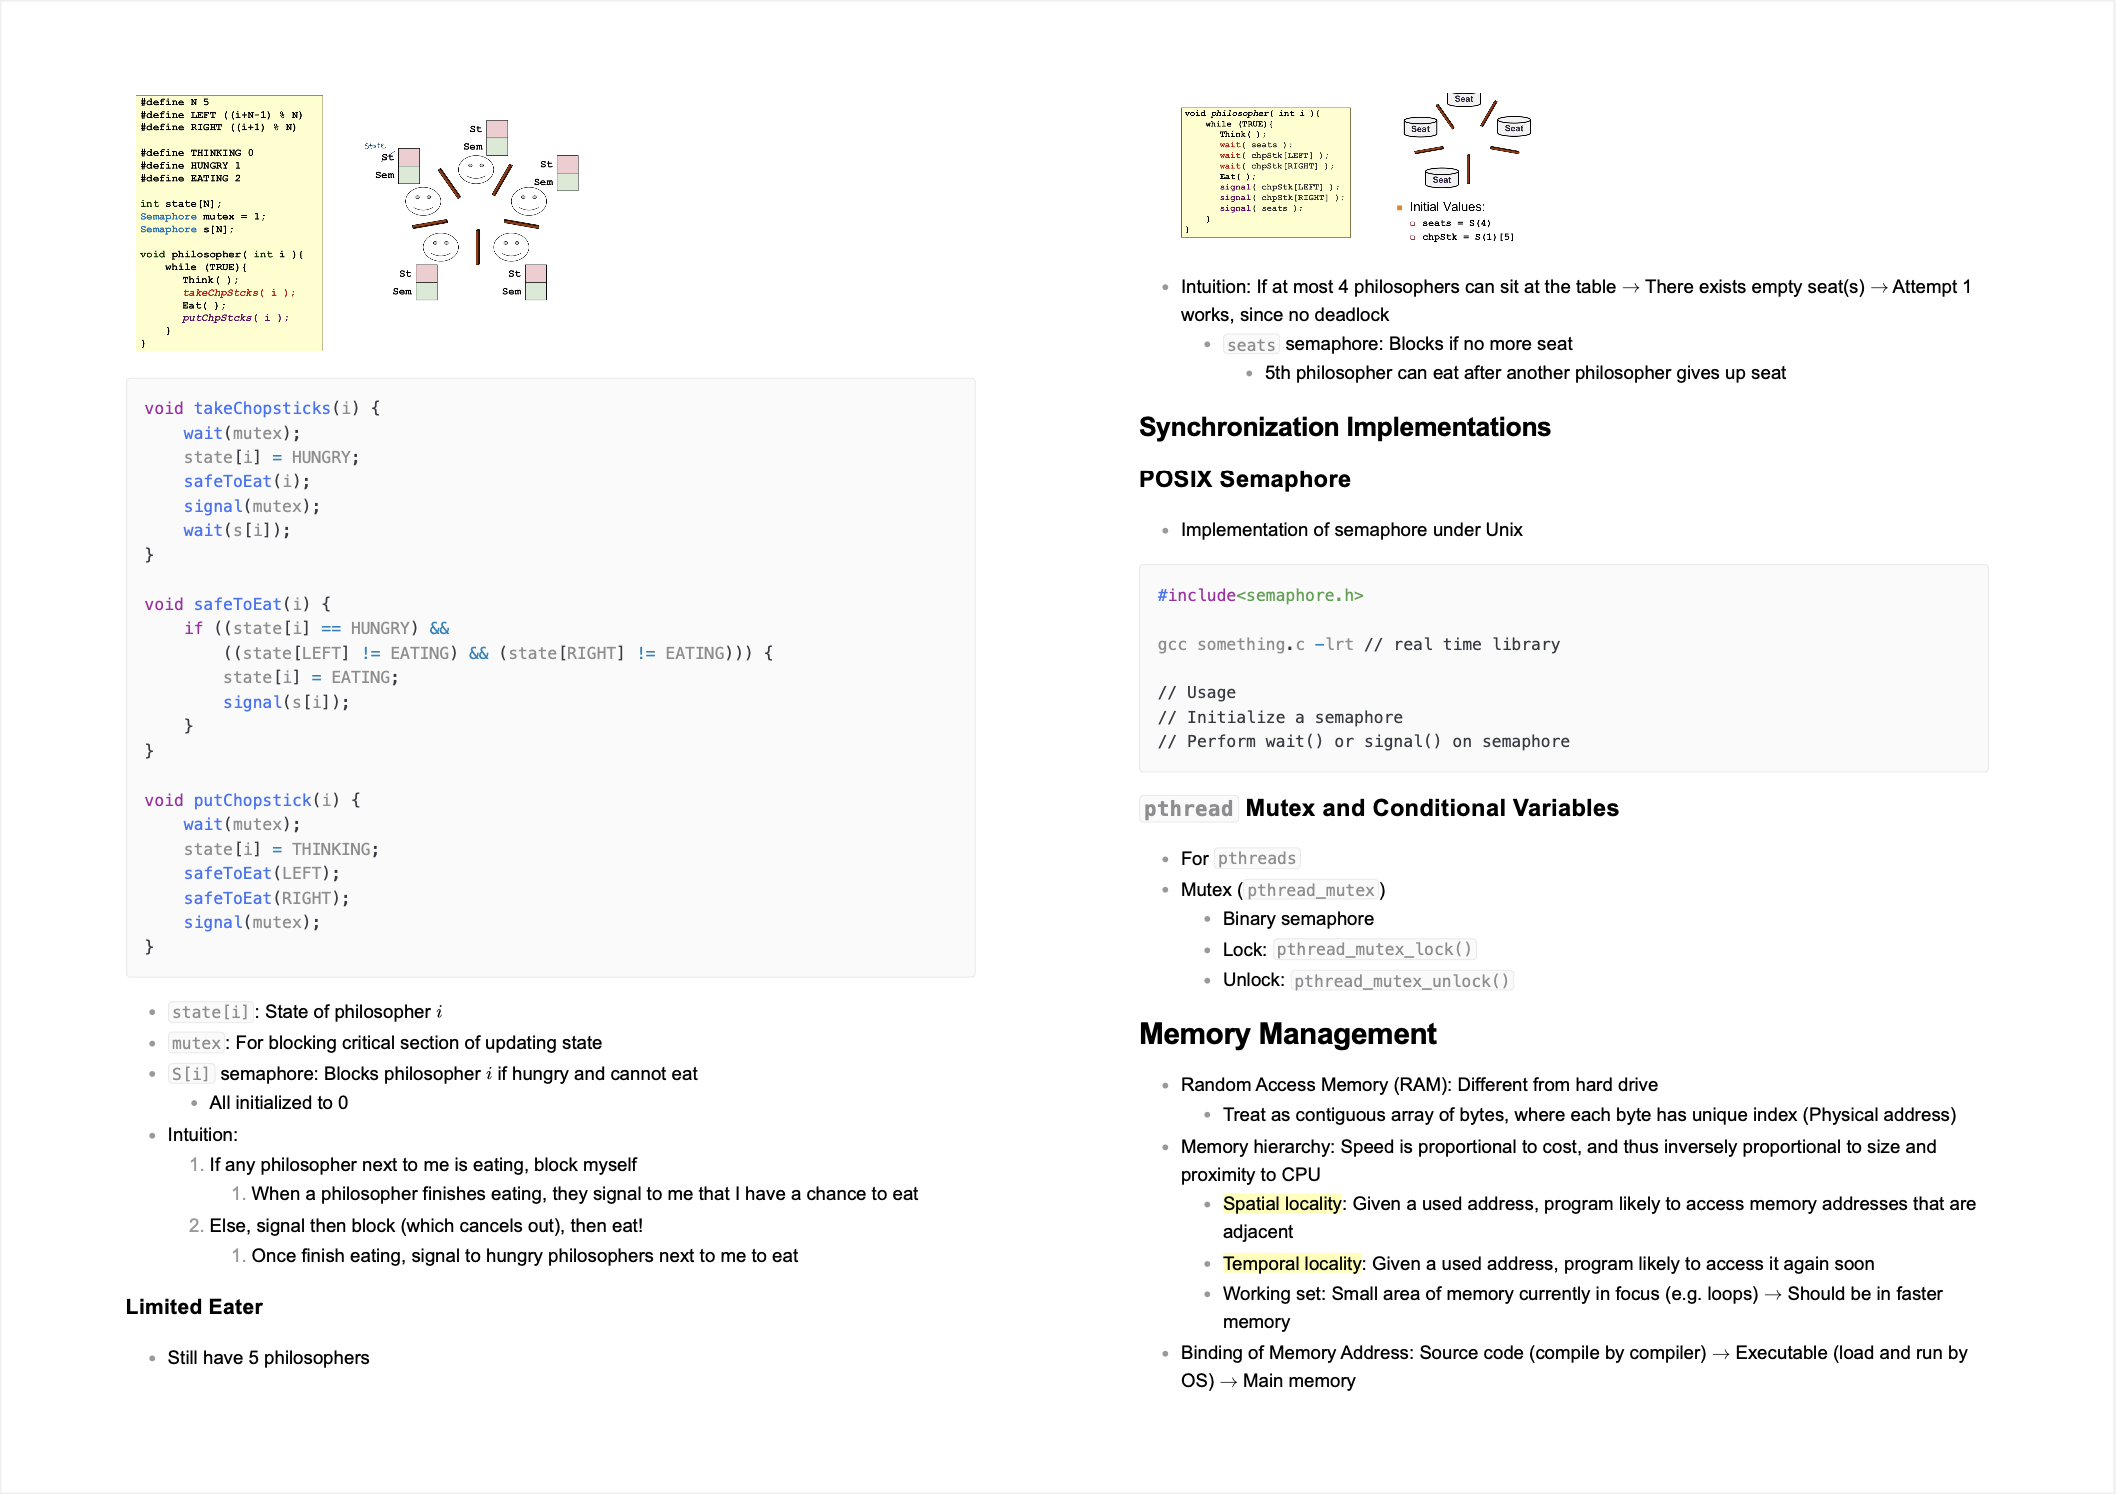 #define N 5
#define LEFT ((i+N-1) % N)
#define RIGHT ((i+1) % N)
#define THINKING 0
#define HUNGRY 1
#define EATING 2
int state[N];
Semaphore mutex = 1;
Semaphore s[N];
void philosopher( int i ){
while (TRUE){
Think( );
takeChpStcks( i );
Eat( );
putChpStcks( i );
}
}
State
St
Sem
St
Sem
St
Sem
St
Sem
St
Sem
void takeChopsticks(i) {
wait(mutex);
state[i] = HUNGRY;
safeToEat(i);
signal(mutex);
wait(s[i]);
}
void safeToEat(i) {
if ((state[i] == HUNGRY) &&
((state[LEFT] != EATING) && (state[RIGHT] != EATING))) {
state[i] = EATING;
signal(s[i]);
}
}
void putChopstick(i) {
wait(mutex);
state[i] = THINKING;
safeToEat(LEFT);
safeToEat(RIGHT);
signal(mutex);
}
• state[i]: State of philosopher i
• mutex: For blocking critical section of updating state
• S[i] semaphore: Blocks philosopher i if hungry and cannot eat
• All initialized to 0
• Intuition:
1. If any philosopher next to me is eating, block myself
1. When a philosopher finishes eating, they signal to me that I have a chance to eat
2. Else, signal then block (which cancels out), then eat!
1. Once finish eating, signal to hungry philosophers next to me to eat
Limited Eater
• Still have 5 philosophers
void philosopher( int i ){
while (TRUE){
Think( );
wait( seats );
wait( chpStk[LEFT] );
wait( chpStk[RIGHT] );
Eat( );
signal( chpStk[LEFT] );
signal( chpStk[RIGHT] );
signal( seats );
}
}
Seat
Seat
Seat
Seat
Initial Values:
seats = S(4)
chpStk = S(1)[5]
• Intuition: If at most 4 philosophers can sit at the table → There exists empty seat(s) → Attempt 1
works, since no deadlock
• seats semaphore: Blocks if no more seat
• 5th philosopher can eat after another philosopher gives up seat
Synchronization Implementations
POSIX Semaphore
• Implementation of semaphore under Unix
#include<semaphore.h>
gcc something.c -lrt // real time library
// Usage
// Initialize a semaphore
// Perform wait() or signal() on semaphore
pthread Mutex and Conditional Variables
• For pthreads
• Mutex (pthread_mutex)
• Binary semaphore
• Lock: pthread_mutex_lock()
• Unlock: pthread_mutex_unlock()
Memory Management
• Random Access Memory (RAM): Different from hard drive
• Treat as contiguous array of bytes, where each byte has unique index (Physical address)
• Memory hierarchy: Speed is proportional to cost, and thus inversely proportional to size and
proximity to CPU
• Spatial locality: Given a used address, program likely to access memory addresses that are
adjacent
• Temporal locality: Given a used address, program likely to access it again soon
• Working set: Small area of memory currently in focus (e.g. loops) → Should be in faster
memory
• Binding of Memory Address: Source code (compile by compiler) → Executable (load and run by
OS) → Main memory